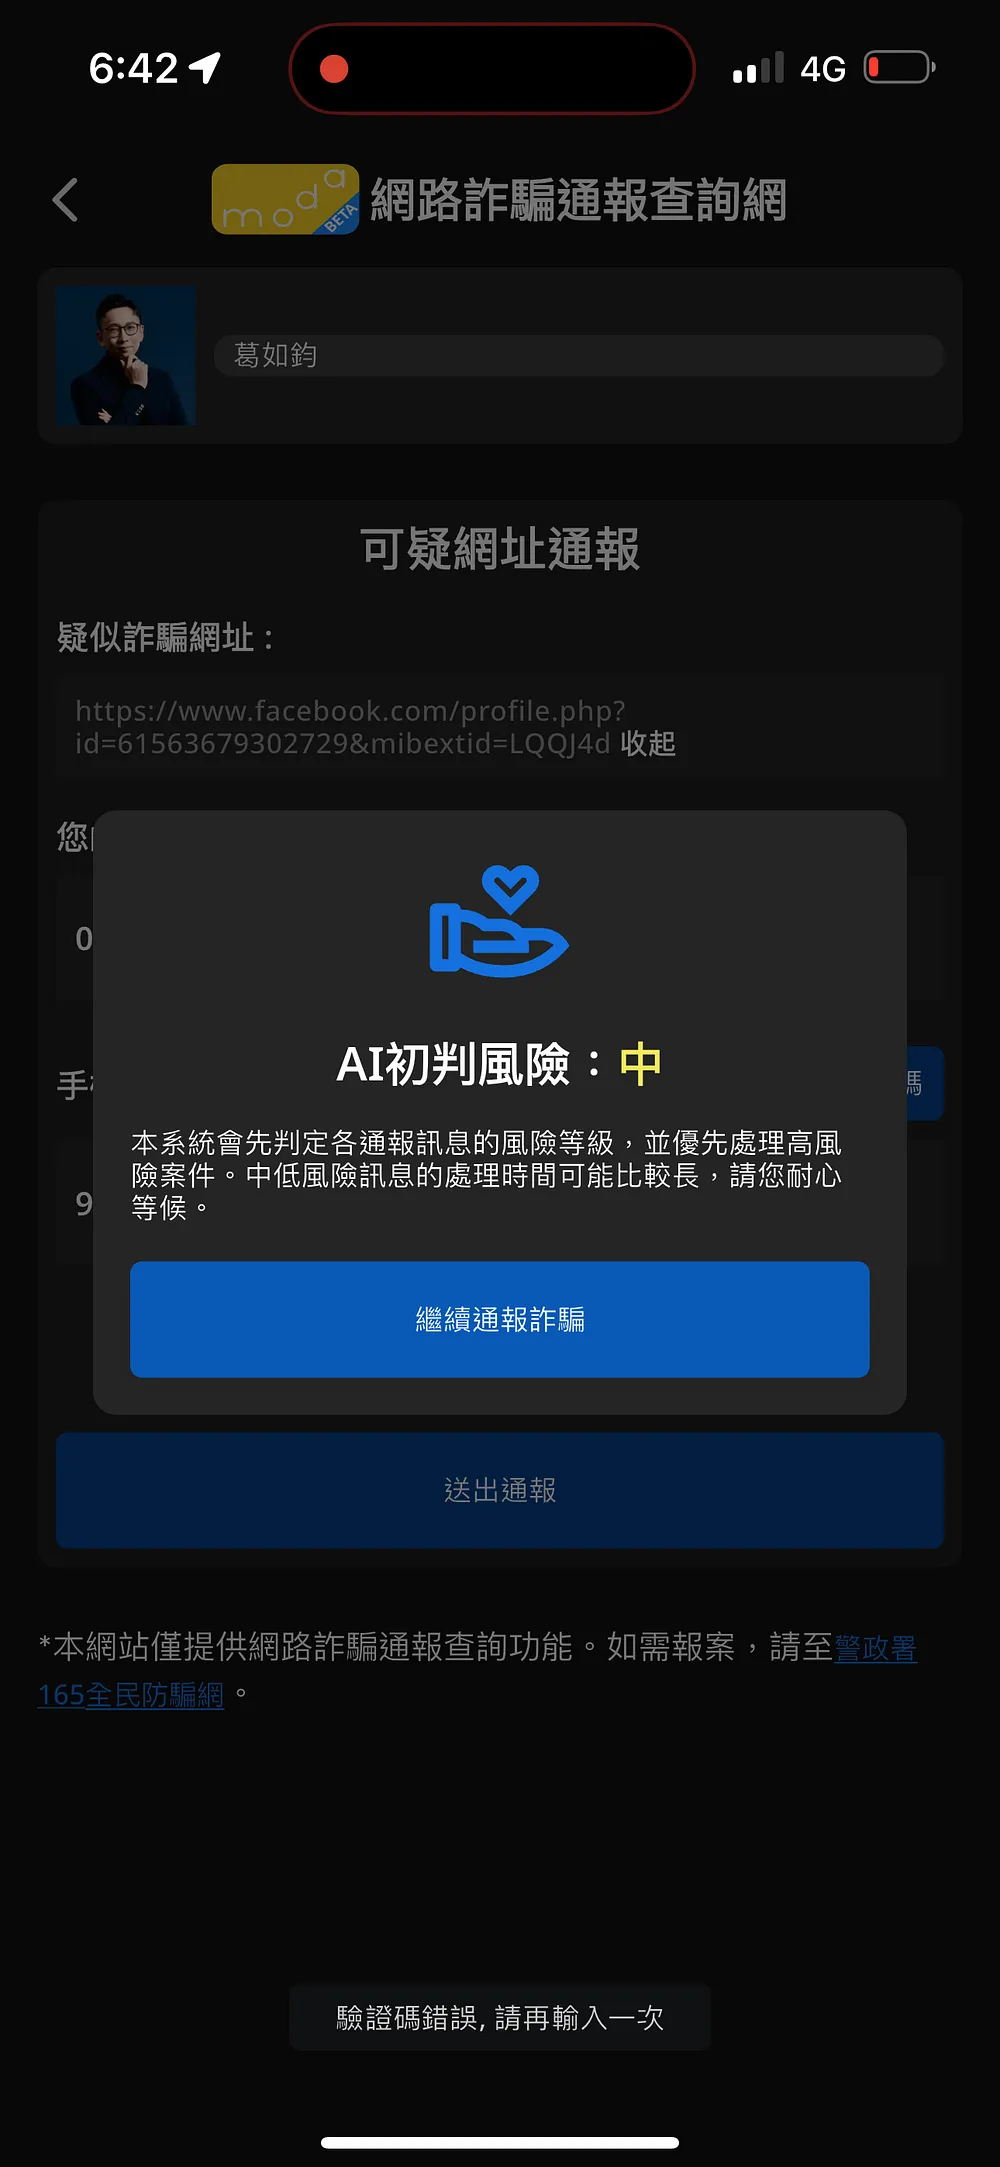 6:42
4G
moda
BETA
網路詐騙通報查詢網
葛如鈞
可疑網址通報
疑似詐騙網址：
https://www.facebook.com/profile.php?
id=61563679302729&mibextid=LQQJ4d 收起
您
0
AI初判風險：中
手
碼
本系統會先判定各通報訊息的風險等級，並優先處理高風
險案件。中低風險訊息的處理時間可能比較長，請您耐心
等候。
9
繼續通報詐騙
送出通報
*本網站僅提供網路詐騙通報查詢功能。如需報案，請至警政署
165全民防騙網。
驗證碼錯誤, 請再輸入一次